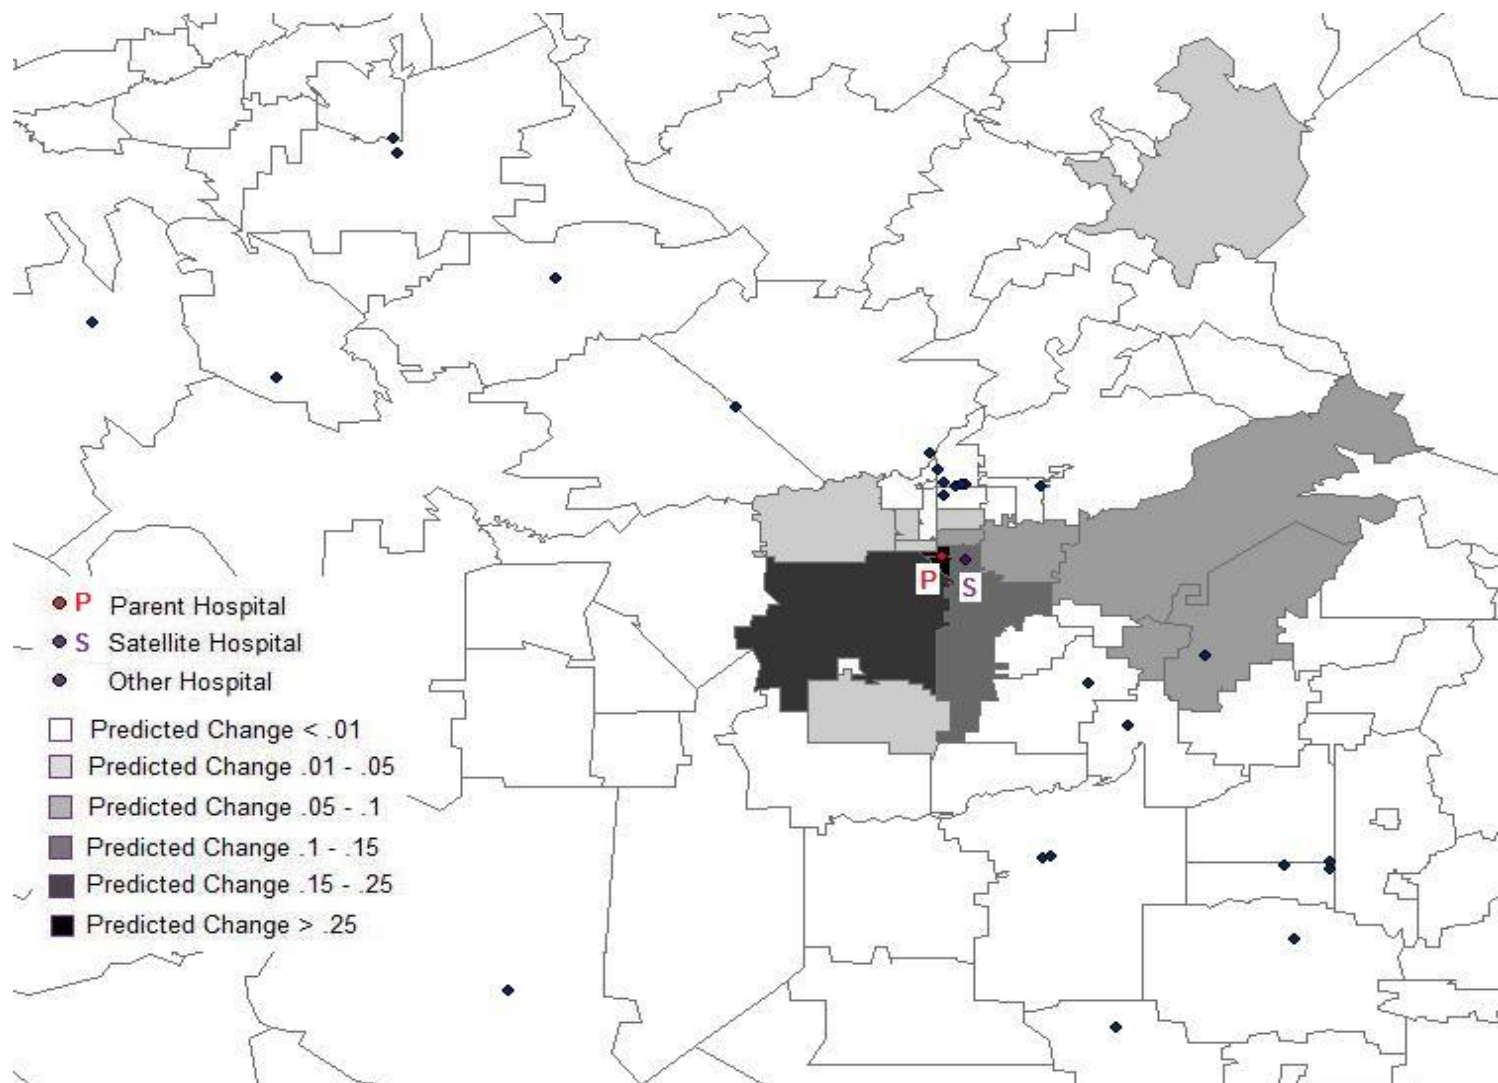 P
S
P Parent Hospital
S Satellite Hospital
Other Hospital
Predicted Change < .01
Predicted Change .01 - .05
Predicted Change .05 - .1
Predicted Change .1 - .15
Predicted Change .15 - .25
Predicted Change > .25